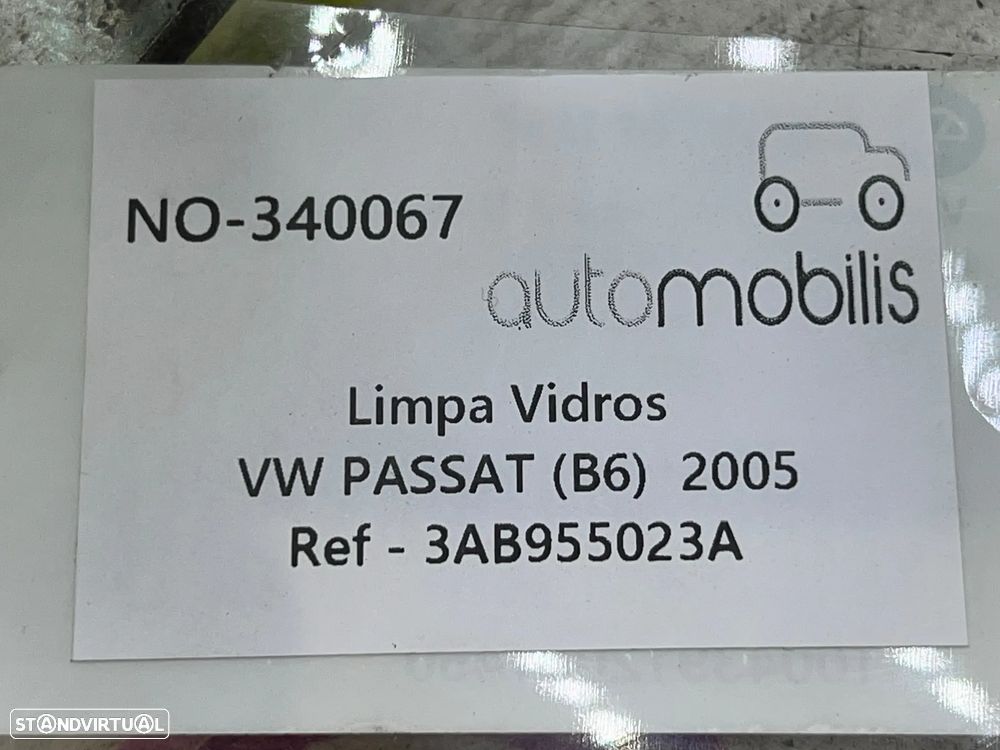 NO-340067
automobilis
Limpa Vidros
VW PASSAT (B6) 2005
Ref - 3AB955023A
STANDVIRTUAL